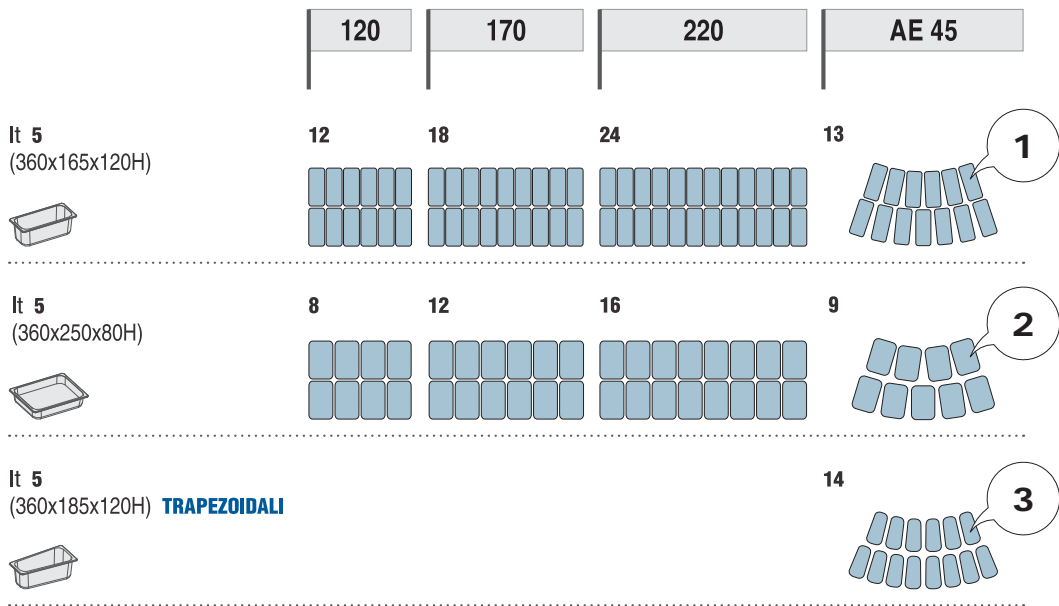 120 170 220 AE 45
lt 5 12 18 24 13 1
(360x165x120H)
lt 5 8 12 16 9 2
(360x250x80H)
lt 5 14 3
(360x185x120H) TRAPEZOIDALI